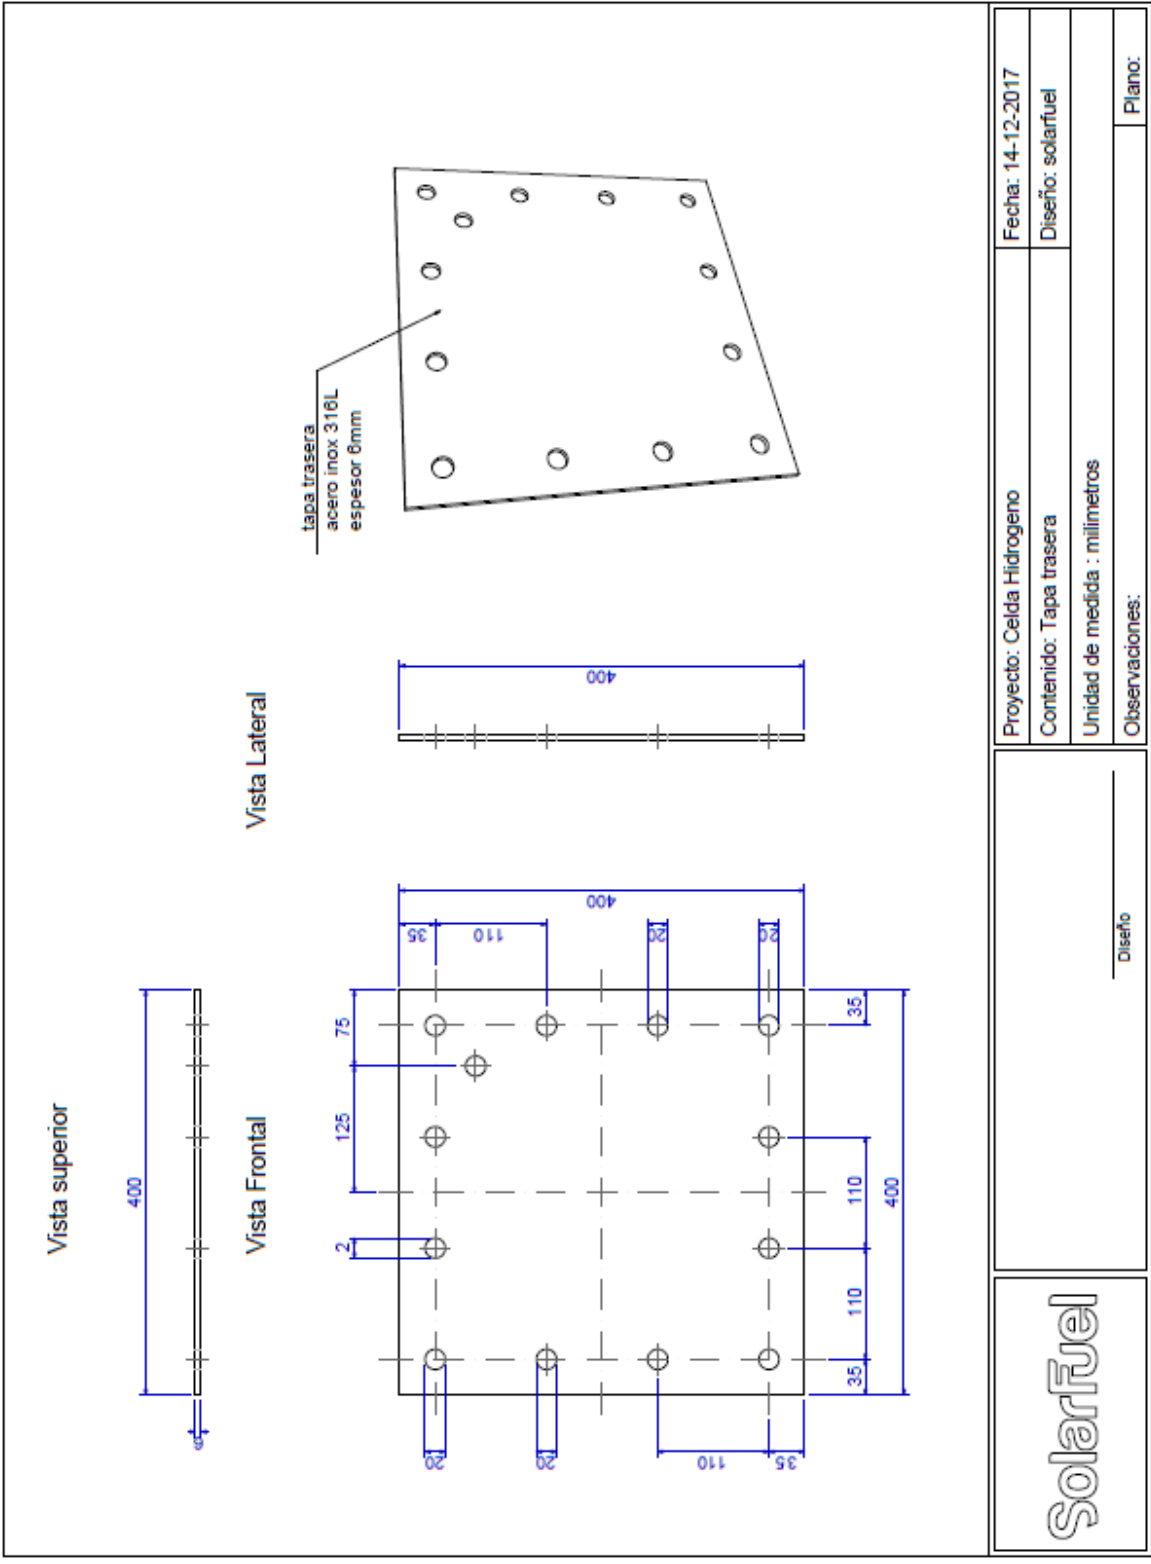 Vista superior
400
6
Vista Frontal
2
125
75
35
110
400
20
20
20
20
110
35
35
110
110
35
400
Vista Lateral
400
tapa trasera
acero inox 316L
espesor 6mm
SolarFuel
Diseño
Proyecto: Celda Hidrogeno
Fecha: 14-12-2017
Contenido: Tapa trasera
Diseño: solarfuel
Unidad de medida : milimetros
Observaciones:
Plano: